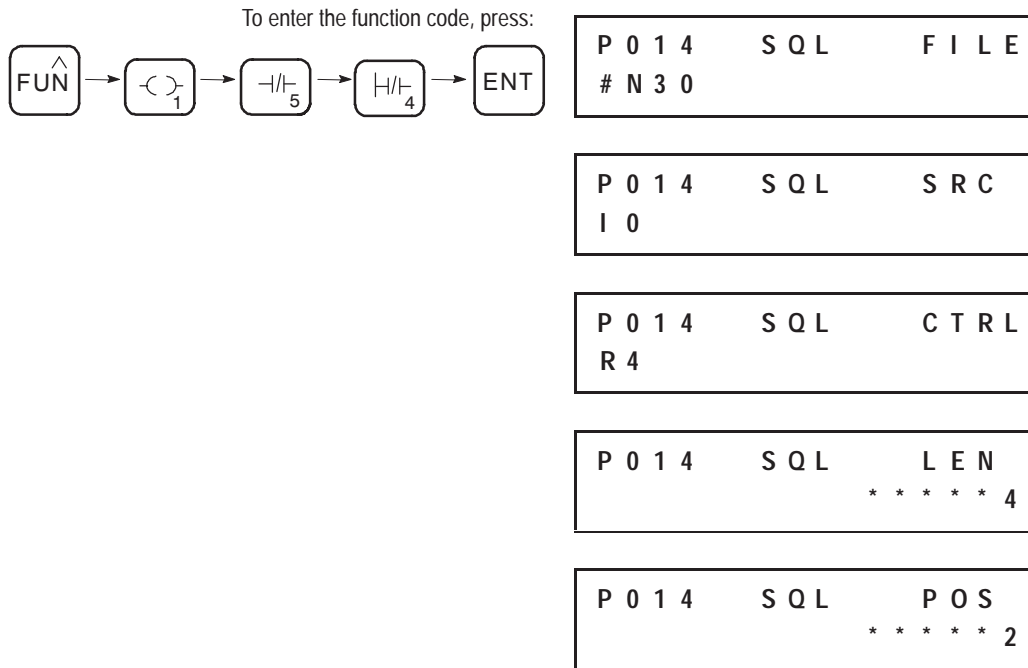 To enter the function code, press:
FUN 1 5 4 ENT
P014 SQL FILE
#N30
P014 SQL SRC
I0
P014 SQL CTRL
R4
P014 SQL LEN
*****4
P014 SQL POS
*****2